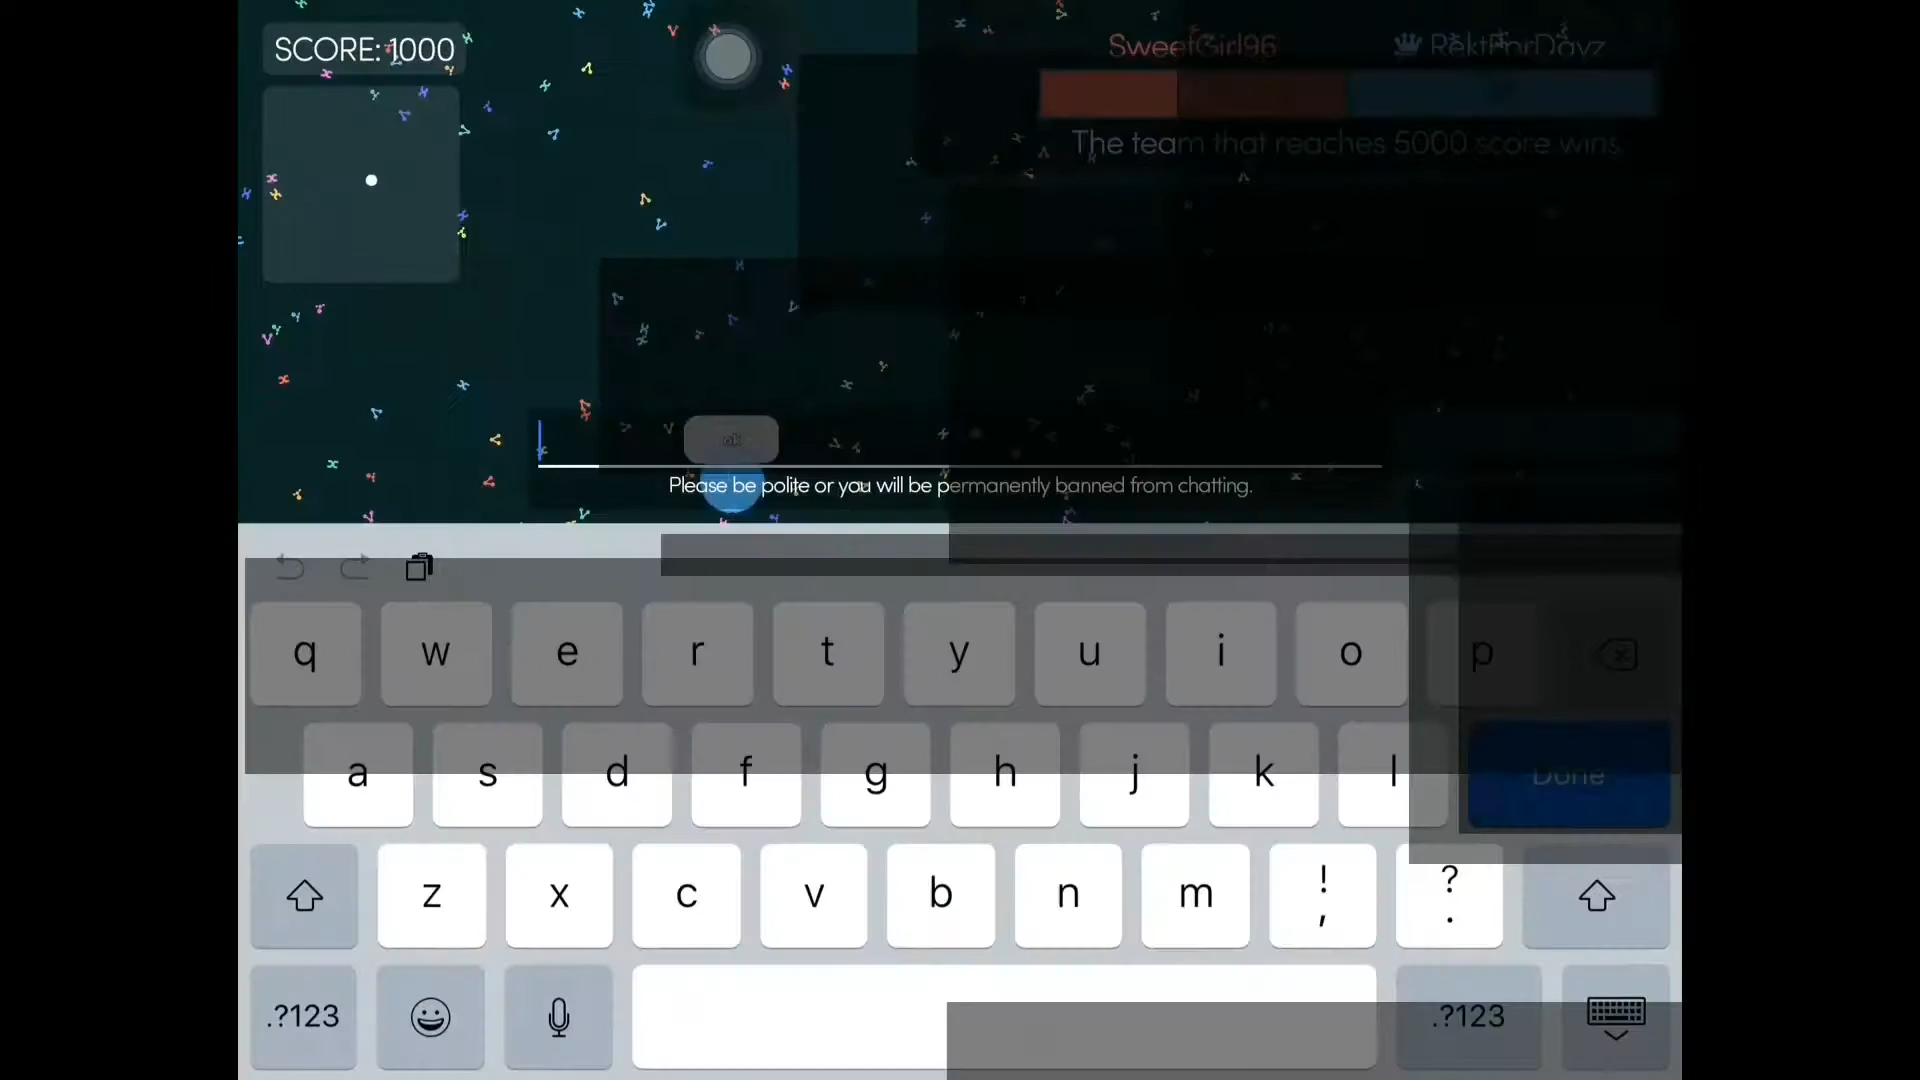 SCORE: 1000
SweetGirl96
RektForDayz
The team that reaches 5000 score wins.
ok
Please be polite or you will be permanently banned from chatting.
q w e r t y u i o p
a s d f g h j k l Done
z x c v b n m ! , ? .
.?123 .?123